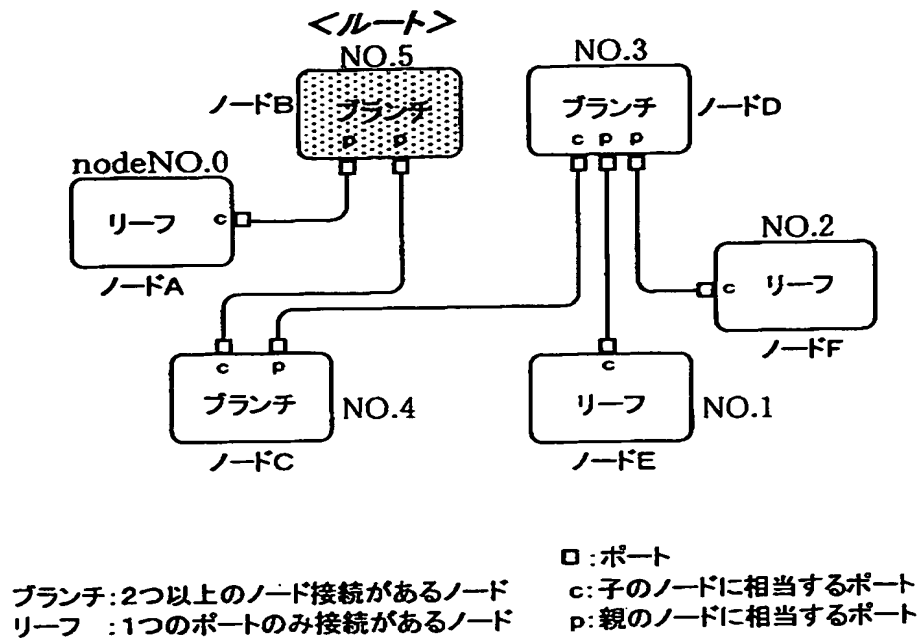 ＜ルート＞
NO.5
NO.3
ノードB
ブランチ
p p
ブランチ
c p p
ノードD
nodeNO.0
リーフ c
ノードA
NO.2
c リーフ
ノードF
c p
ブランチ
NO.4
ノードC
c
リーフ
NO.1
ノードE
ブランチ:2つ以上のノード接続があるノード
リーフ :1つのポートのみ接続があるノード
:ポート
c:子のノードに相当するポート
p:親のノードに相当するポート